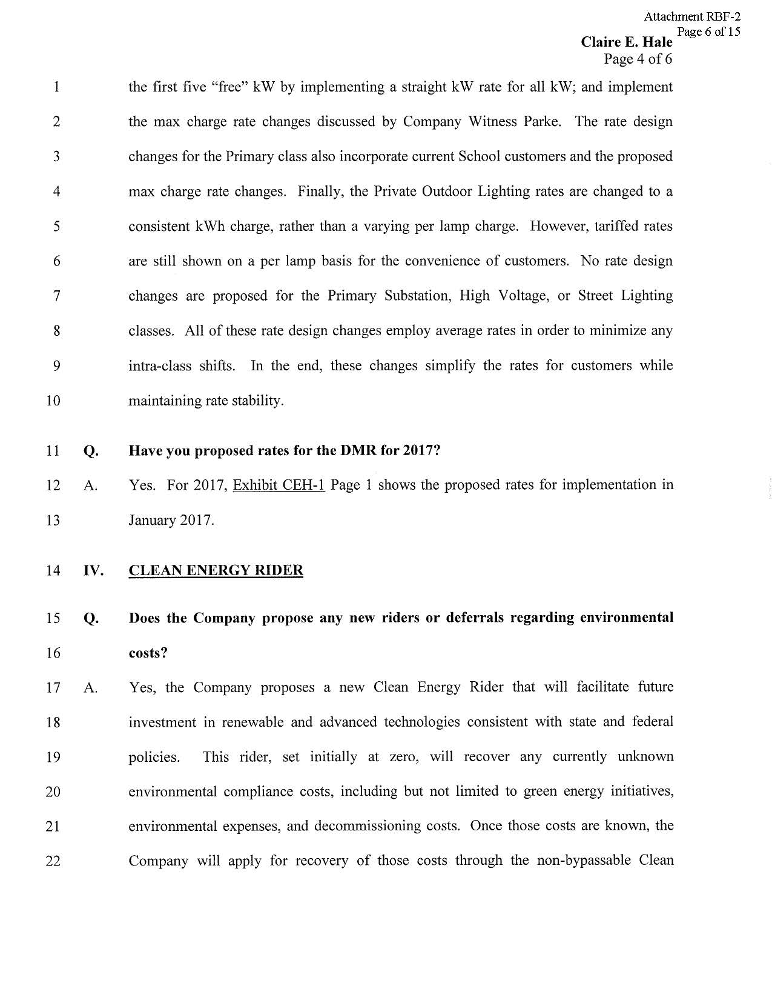 Attachment RBF-2
Page 6 of 15
Claire E. Hale
Page 4 of 6
1 the first five “free” kW by implementing a straight kW rate for all kW; and implement
2 the max charge rate changes discussed by Company Witness Parke. The rate design
3 changes for the Primary class also incorporate current School customers and the proposed
4 max charge rate changes. Finally, the Private Outdoor Lighting rates are changed to a
5 consistent kWh charge, rather than a varying per lamp charge. However, tariffed rates
6 are still shown on a per lamp basis for the convenience of customers. No rate design
7 changes are proposed for the Primary Substation, High Voltage, or Street Lighting
8 classes. All of these rate design changes employ average rates in order to minimize any
9 intra-class shifts. In the end, these changes simplify the rates for customers while
10 maintaining rate stability.
11 Q. Have you proposed rates for the DMR for 2017?
12 A. Yes. For 2017, Exhibit CEH-1 Page 1 shows the proposed rates for implementation in
13 January 2017.
14 IV. CLEAN ENERGY RIDER
15 Q. Does the Company propose any new riders or deferrals regarding environmental
16 costs?
17 A. Yes, the Company proposes a new Clean Energy Rider that will facilitate future
18 investment in renewable and advanced technologies consistent with state and federal
19 policies. This rider, set initially at zero, will recover any currently unknown
20 environmental compliance costs, including but not limited to green energy initiatives,
21 environmental expenses, and decommissioning costs. Once those costs are known, the
22 Company will apply for recovery of those costs through the non-bypassable Clean